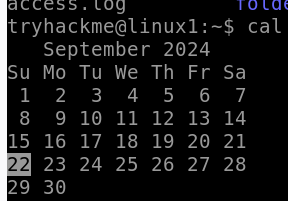 access.log folde
tryhackme@linux1:~$ cal
   September 2024
Su Mo Tu We Th Fr Sa
 1  2  3  4  5  6  7
 8  9 10 11 12 13 14
15 16 17 18 19 20 21
22 23 24 25 26 27 28
29 30